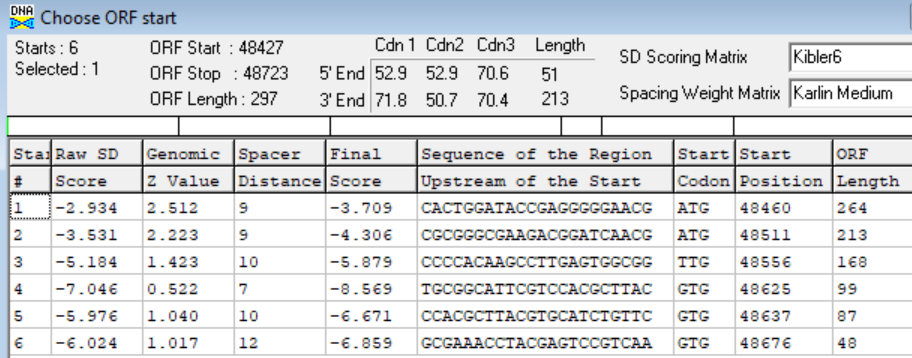 DNA Choose ORF start
Starts : 6 ORF Start : 48427 Cdn 1 Cdn2 Cdn3 Length SD Scoring Matrix Kibler6
Selected : 1 ORF Stop : 48723 5' End 52.9 52.9 70.6 51
ORF Length : 297 3' End 71.8 50.7 70.4 213 Spacing Weight Matrix Karlin Medium
Star Raw SD Genomic Spacer Final Sequence of the Region Start Start ORF
# Score Z Value Distance Score Upstream of the Start Codon Position Length
1 -2.934 2.512 9 -3.709 CACTGGATACCGAGGGGGAACG ATG 48460 264
2 -3.531 2.223 9 -4.306 CGCGGGCGAAGACGGATCAACG ATG 48511 213
3 -5.184 1.423 10 -5.879 CCCCACAAGCCTTGAGTGGCGG TTG 48556 168
4 -7.046 0.522 7 -8.569 TGCGGCATTCGTCCACGCTTAC GTG 48625 99
5 -5.976 1.040 10 -6.671 CCACGCTTACGTGCATCTGTTC GTG 48637 87
6 -6.024 1.017 12 -6.859 GCGAAACCTACGAGTCCGTCAA GTG 48676 48